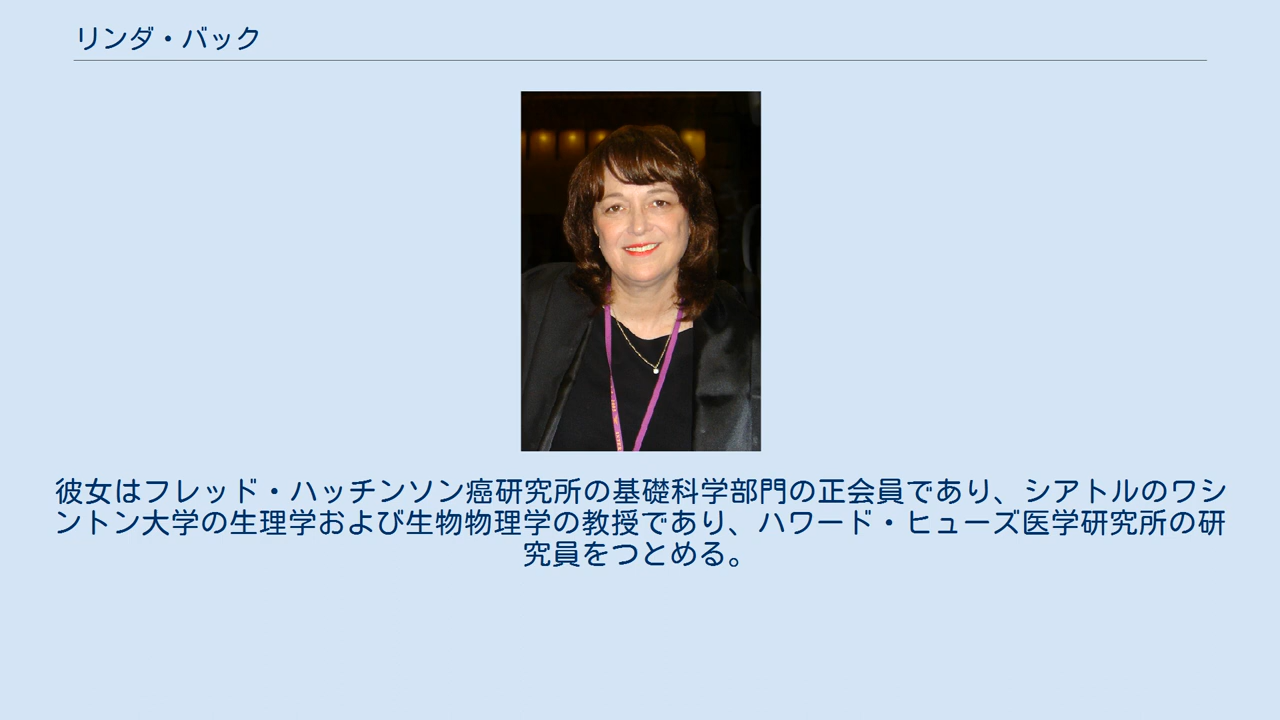 リンダ・バック
彼女はフレッド・ハッチンソン癌研究所の基礎科学部門の正会員であり、シアトルのワシ
ントン大学の生理学および生物物理学の教授であり、ハワード・ヒューズ医学研究所の研
究員をつとめる。